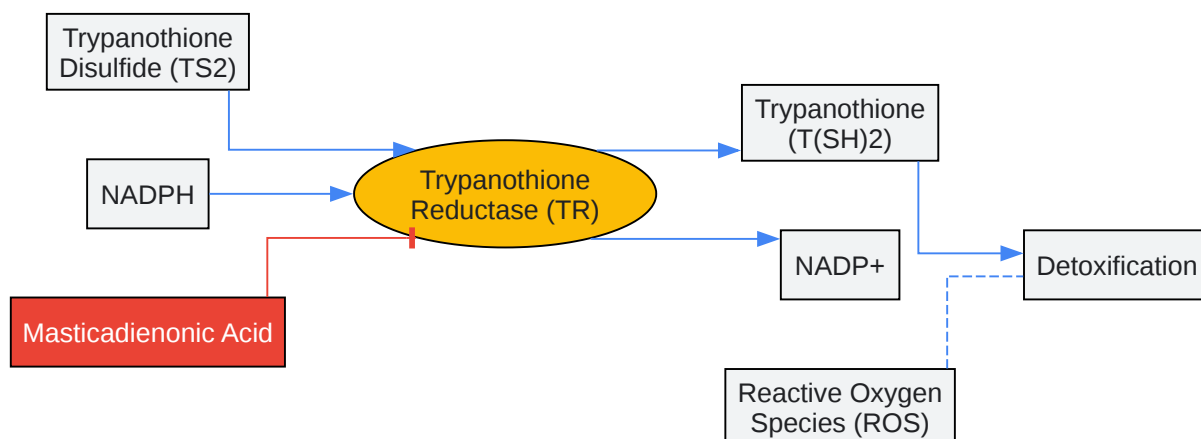 Trypanothione
Disulfide (TS2)
NADPH
Masticadienonic Acid
Trypanothione
Reductase (TR)
Trypanothione
(T(SH)2)
NADP+
Detoxification
Reactive Oxygen
Species (ROS)